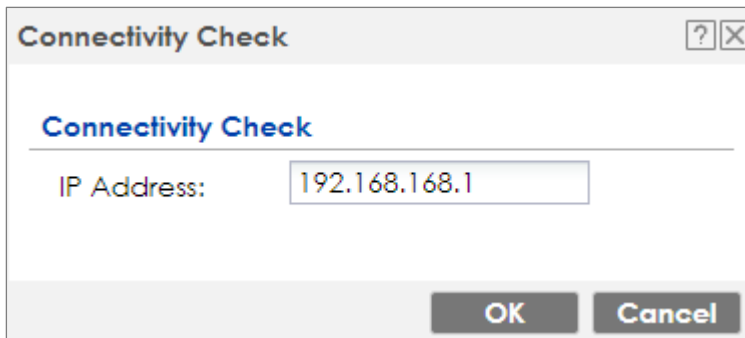 Connectivity Check ? X
Connectivity Check
IP Address: 192.168.168.1
OK Cancel